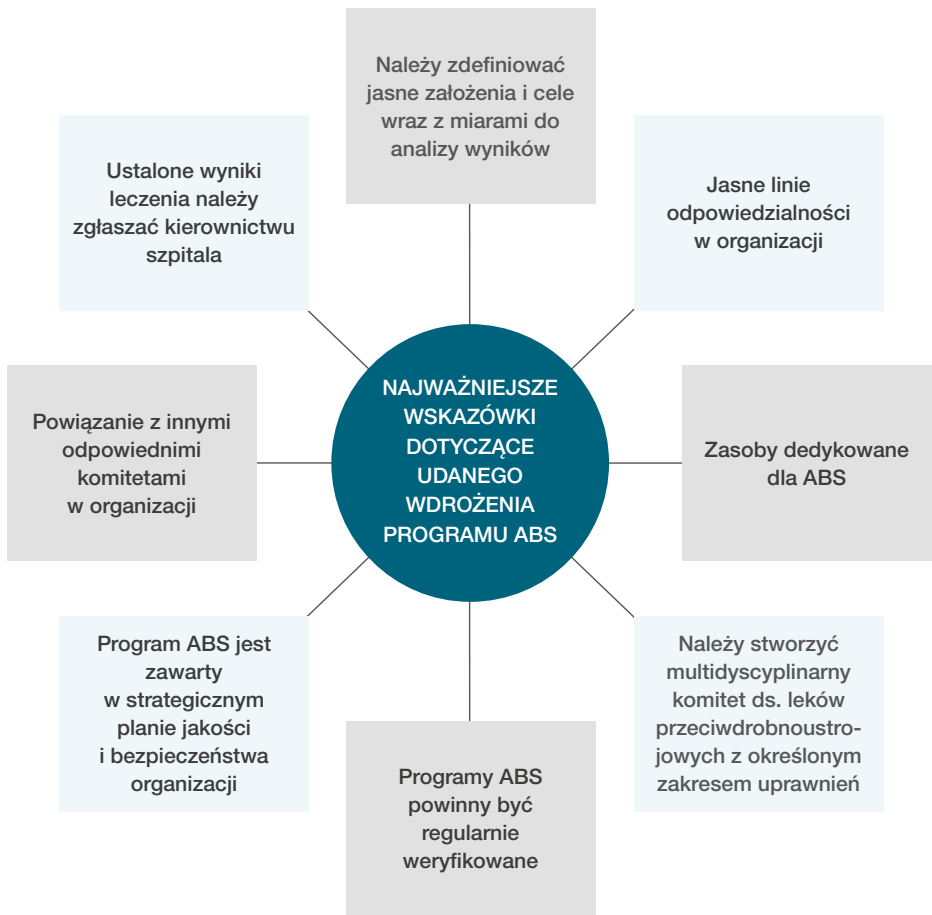 Należy zdefiniować
jasne założenia i cele
wraz z miarami do
analizy wyników
Ustalone wyniki
leczenia należy
zgłaszać kierownictwu
szpitala
Jasne linie
odpowiedzialności
w organizacji
NAJWAŻNIEJSZE
WSKAZÓWKI
DOTYCZĄCE
UDANEGO
WDROŻENIA
PROGRAMU ABS
Powiązanie z innymi
odpowiednimi
komitetami
w organizacji
Zasoby dedykowane
dla ABS
Program ABS jest
zawarty
w strategicznym
planie jakości
i bezpieczeństwa
organizacji
Programy ABS
powinny być
regularnie
weryfikowane
Należy stworzyć
multidyscyplinarny
komitet ds. leków
przeciwdrobnoustro-
jowych z określonym
zakresem uprawnień